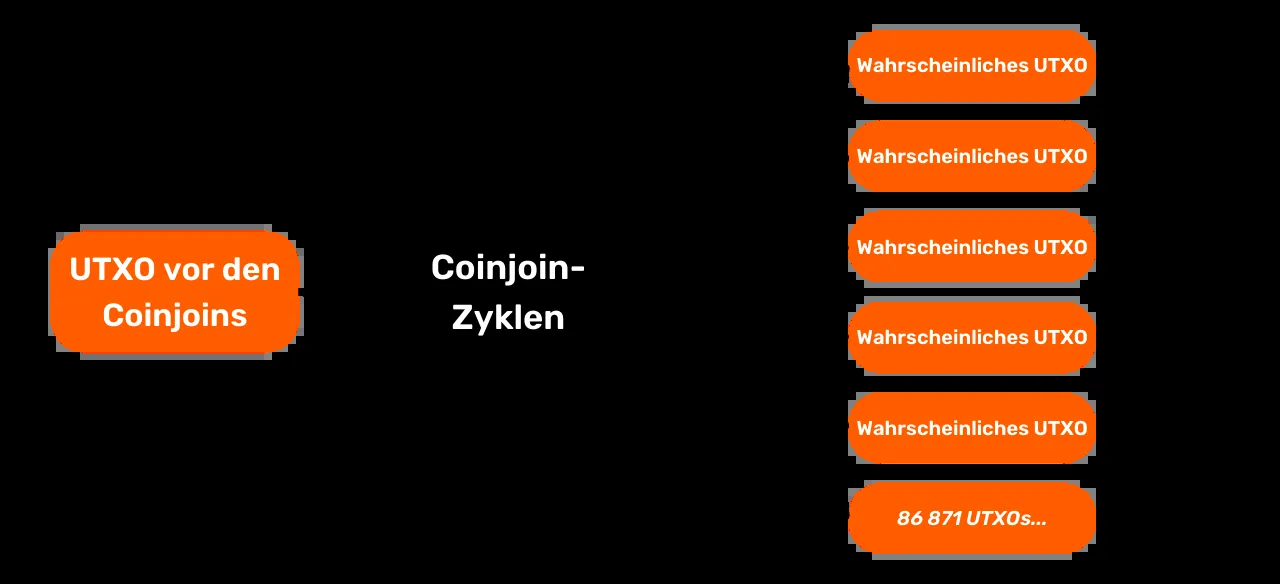 UTXO vor den
Coinjoins
Coinjoin-
Zyklen
Wahrscheinliches UTXO
Wahrscheinliches UTXO
Wahrscheinliches UTXO
Wahrscheinliches UTXO
Wahrscheinliches UTXO
86 871 UTXOs...